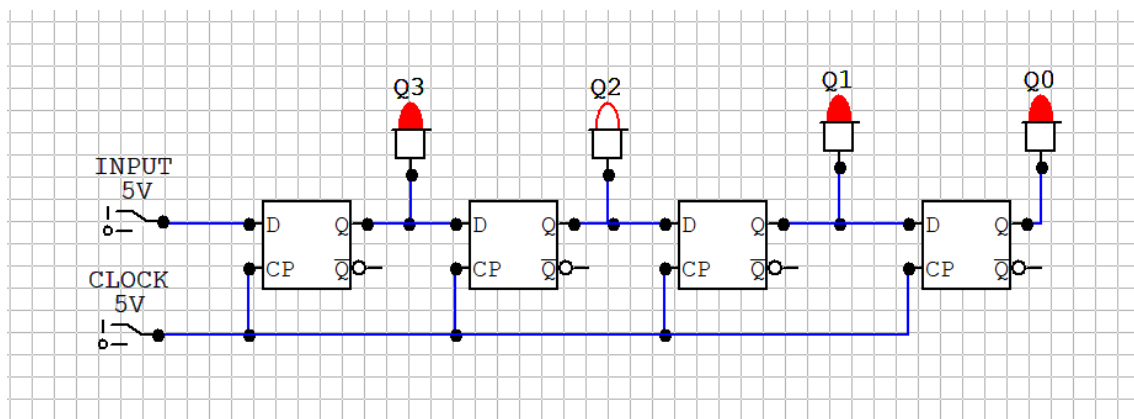 Q3
Q2
Q1
Q0
INPUT
5V
D Q
CP Q
D Q
CP Q
D Q
CP Q
D Q
CP Q
CLOCK
5V